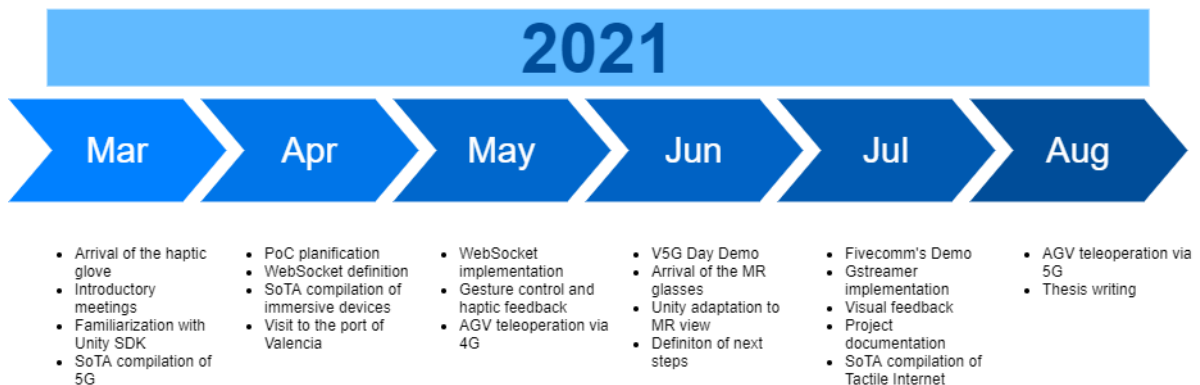 2021
Mar
Apr
May
Jun
Jul
Aug
• Arrival of the haptic
glove
• Introductory
meetings
• Familiarization with
Unity SDK
• SoTA compilation of
5G
• PoC planification
• WebSocket definition
• SoTA compilation of
immersive devices
• Visit to the port of
Valencia
• WebSocket
implementation
• Gesture control and
haptic feedback
• AGV teleoperation via
4G
• V5G Day Demo
• Arrival of the MR
glasses
• Unity adaptation to
MR view
• Definiton of next
steps
• Fivecomm's Demo
• Gstreamer
implementation
• Visual feedback
• Project
documentation
• SoTA compilation of
Tactile Internet
• AGV teleoperation via
5G
• Thesis writing